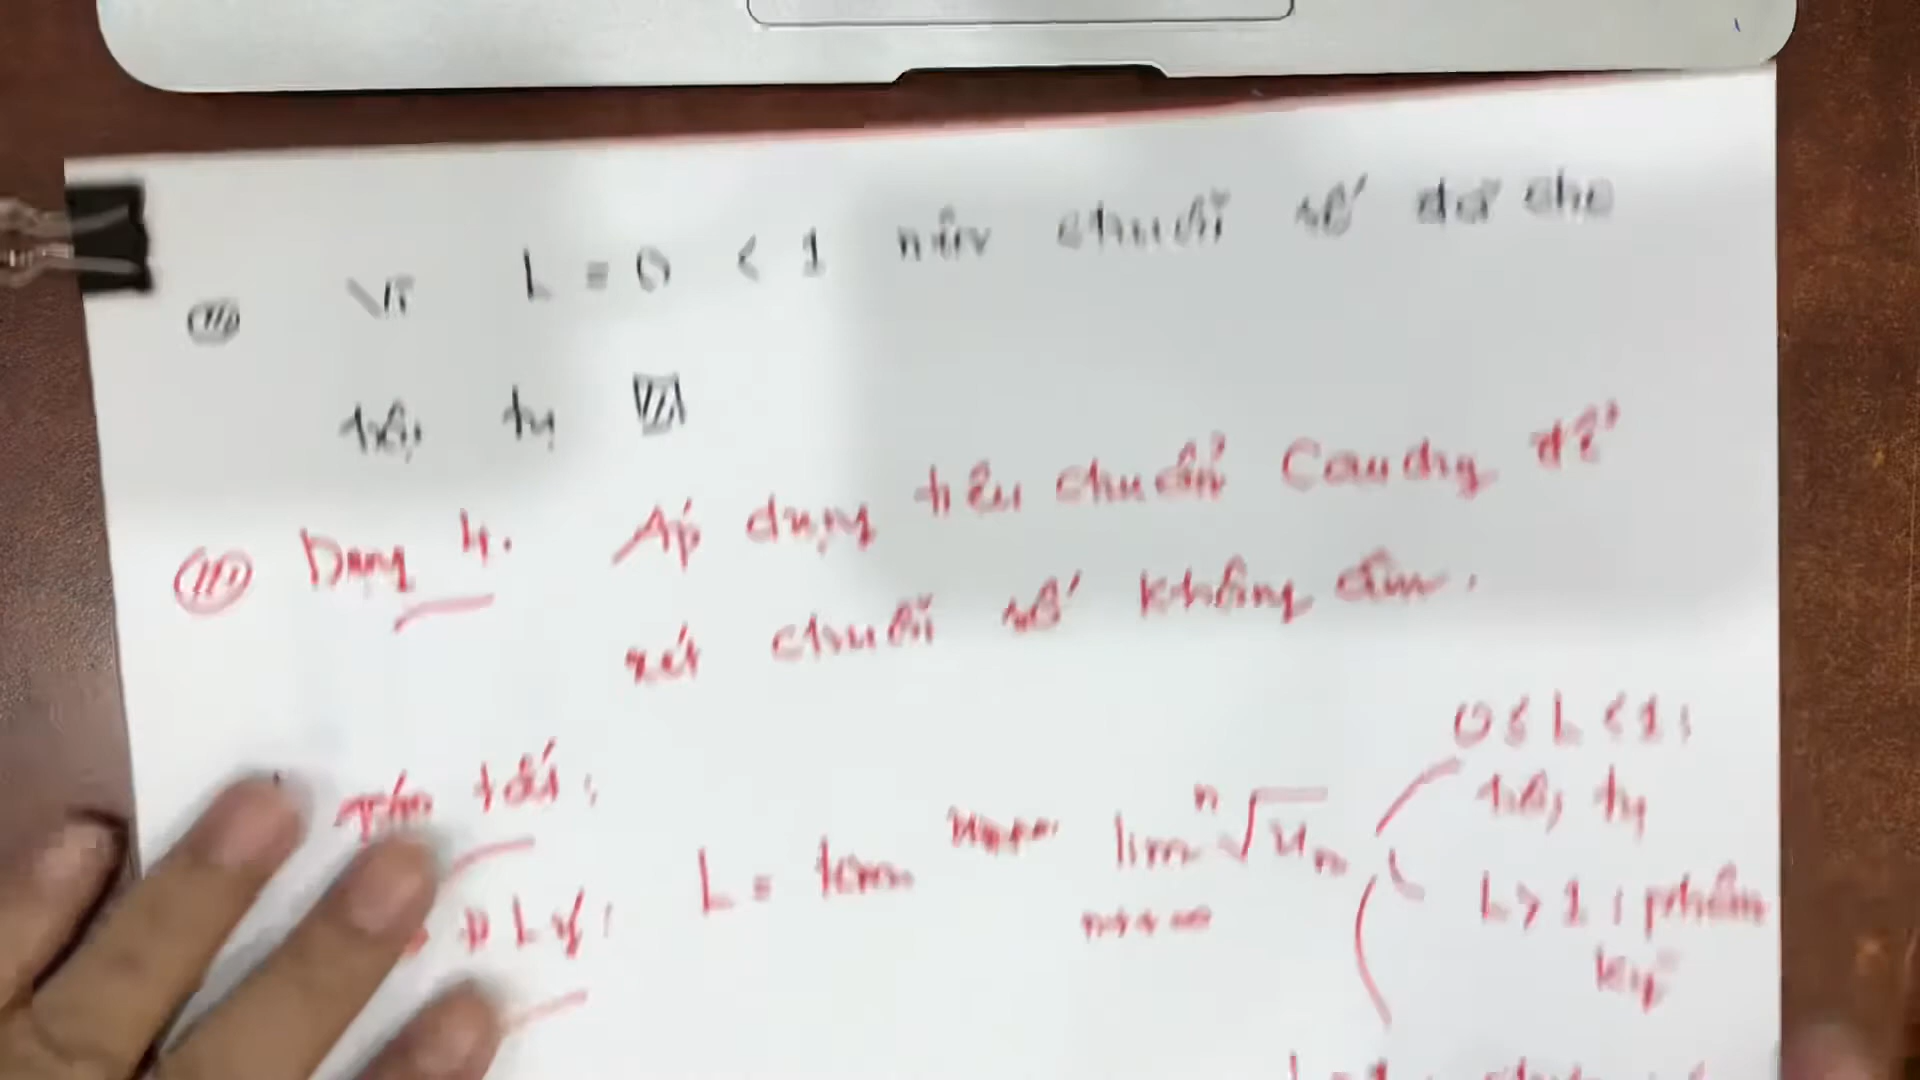 Vì L = 0 < 1 nên chuỗi số đã cho
hội tụ
Dạng 4. Áp dụng tiêu chuẩn Cauchy để
xét chuỗi số không âm.
tắt:
0 ≤ L < 1:
hội tụ
L = lim ⁿ√uₙ
n→+∞
L > 1: phân
kỳ